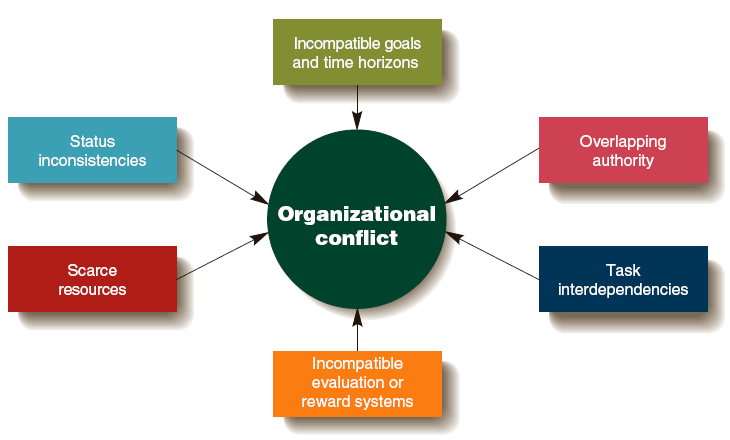 Incompatible goals
and time horizons
Status
inconsistencies
Overlapping
authority
Organizational
conflict
Scarce
resources
Task
interdependencies
Incompatible
evaluation or
reward systems